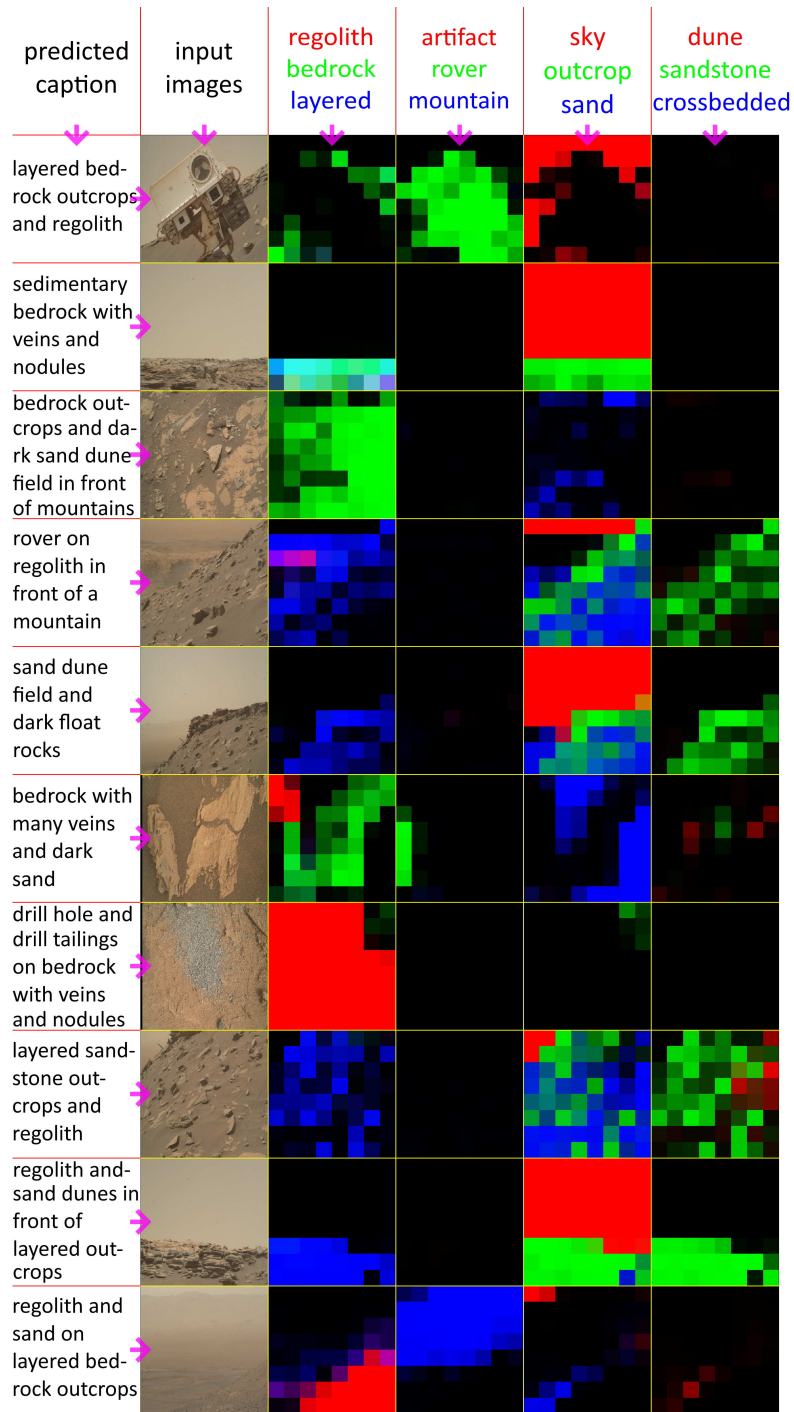 predicted
caption
input
images
regolith
bedrock
layered
artifact
rover
mountain
sky
outcrop
sand
dune
sandstone
crossbedded
layered bed-
rock outcrops
and regolith
sedimentary
bedrock with
veins and
nodules
bedrock out-
crops and da-
rk sand dune
field in front
of mountains
rover on
regolith in
front of a
mountain
sand dune
field and
dark float
rocks
bedrock with
many veins
and dark
sand
drill hole and
drill tailings
on bedrock
with veins
and nodules
layered sand-
stone out-
crops and
regolith
regolith and-
sand dunes in
front of
layered out-
crops
regolith and
sand on
layered bed-
rock outcrops